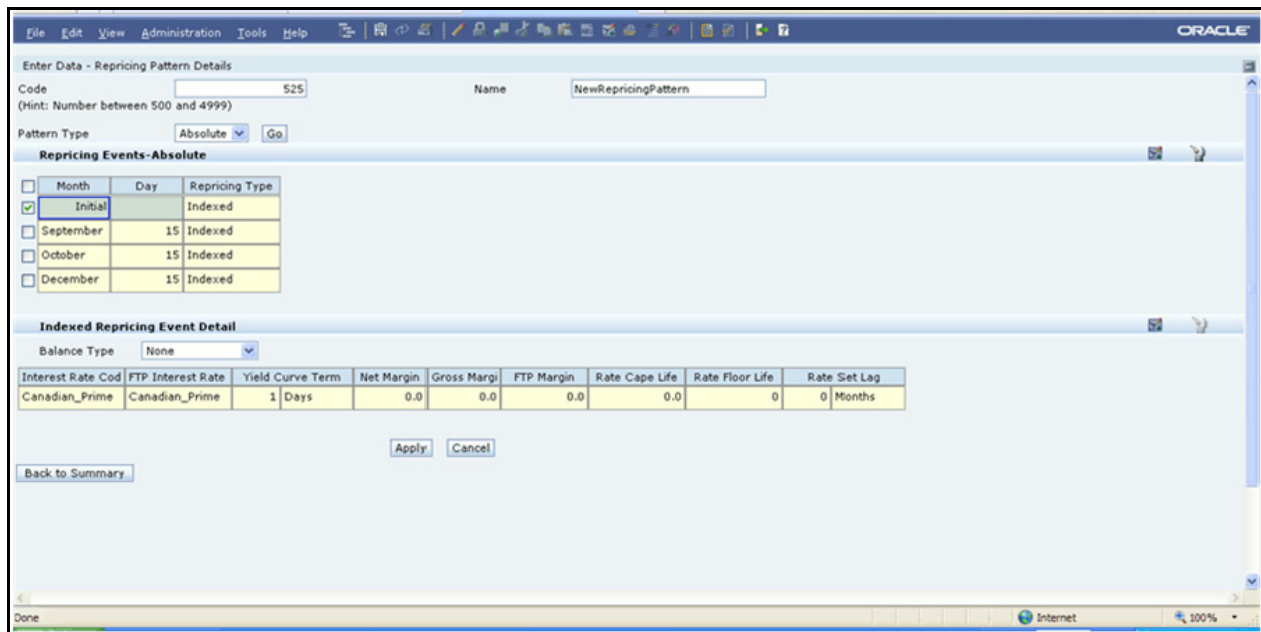 File Edit View Administration Tools Help ORACLE
Enter Data - Repricing Pattern Details
Code 525 Name NewRepricingPattern
(Hint: Number between 500 and 4999)
Pattern Type Absolute Go
Repricing Events-Absolute
Month Day Repricing Type
Initial Indexed
September 15 Indexed
October 15 Indexed
December 15 Indexed
Indexed Repricing Event Detail
Balance Type None
Interest Rate Cod FTP Interest Rate Yield Curve Term Net Margin Gross Margi FTP Margin Rate Cape Life Rate Floor Life Rate Set Lag
Canadian_Prime Canadian_Prime 1 Days 0.0 0.0 0.0 0.0 0 0 Months
Apply Cancel
Back to Summary
Done Internet 100%